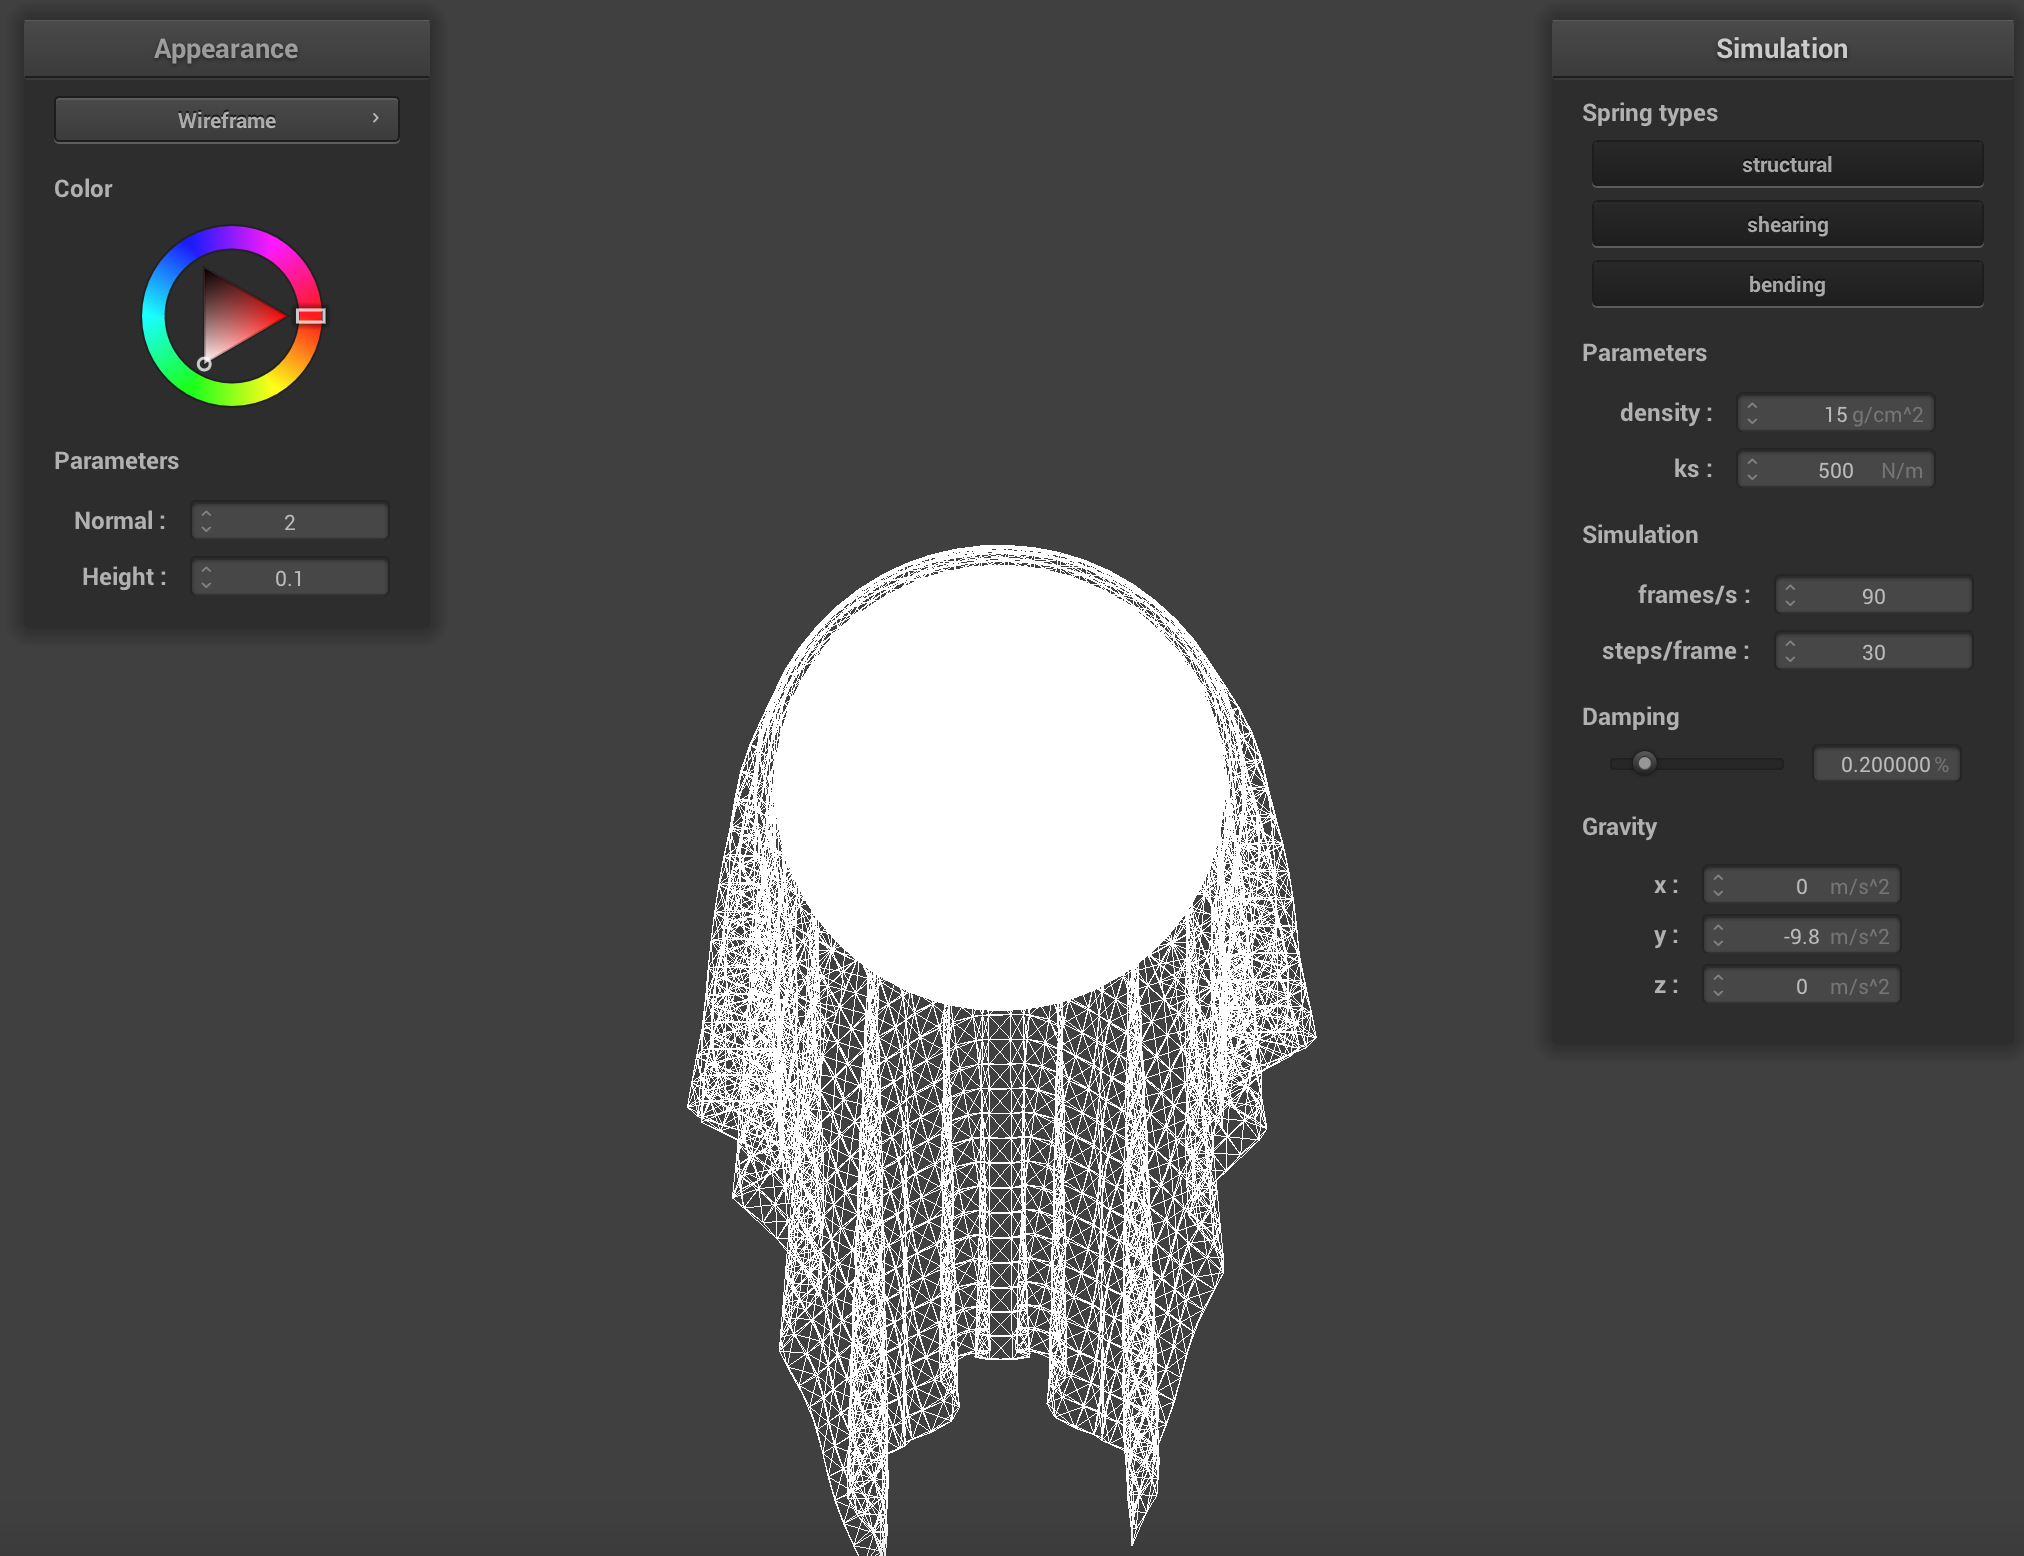 Appearance
Wireframe
Color
Parameters
Normal : 2
Height : 0.1
Simulation
Spring types
structural
shearing
bending
Parameters
density : 15 g/cm^2
ks : 500 N/m
Simulation
frames/s : 90
steps/frame : 30
Damping
0.200000 %
Gravity
x : 0 m/s^2
y : -9.8 m/s^2
z : 0 m/s^2